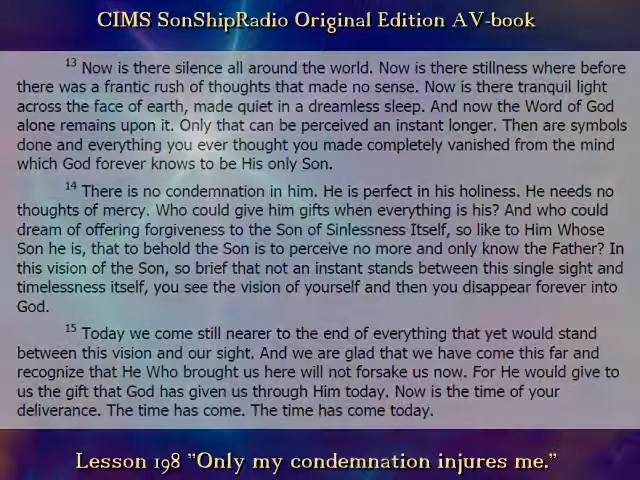 CIMS SonShipRadio Original Edition AV-book
13 Now is there silence all around the world. Now is there stillness where before
there was a frantic rush of thoughts that made no sense. Now is there tranquil light
across the face of earth, made quiet in a dreamless sleep. And now the Word of God
alone remains upon it. Only that can be perceived an instant longer. Then are symbols
done and everything you ever thought you made completely vanished from the mind
which God forever knows to be His only Son.
14 There is no condemnation in him. He is perfect in his holiness. He needs no
thoughts of mercy. Who could give him gifts when everything is his? And who could
dream of offering forgiveness to the Son of Sinlessness Itself, so like to Him Whose
Son he is, that to behold the Son is to perceive no more and only know the Father? In
this vision of the Son, so brief that not an instant stands between this single sight and
timelessness itself, you see the vision of yourself and then you disappear forever into
God.
15 Today we come still nearer to the end of everything that yet would stand
between this vision and our sight. And we are glad that we have come this far and
recognize that He Who brought us here will not forsake us now. For He would give to
us the gift that God has given us through Him today. Now is the time of your
deliverance. The time has come. The time has come today.
Lesson 198 "Only my condemnation injures me."